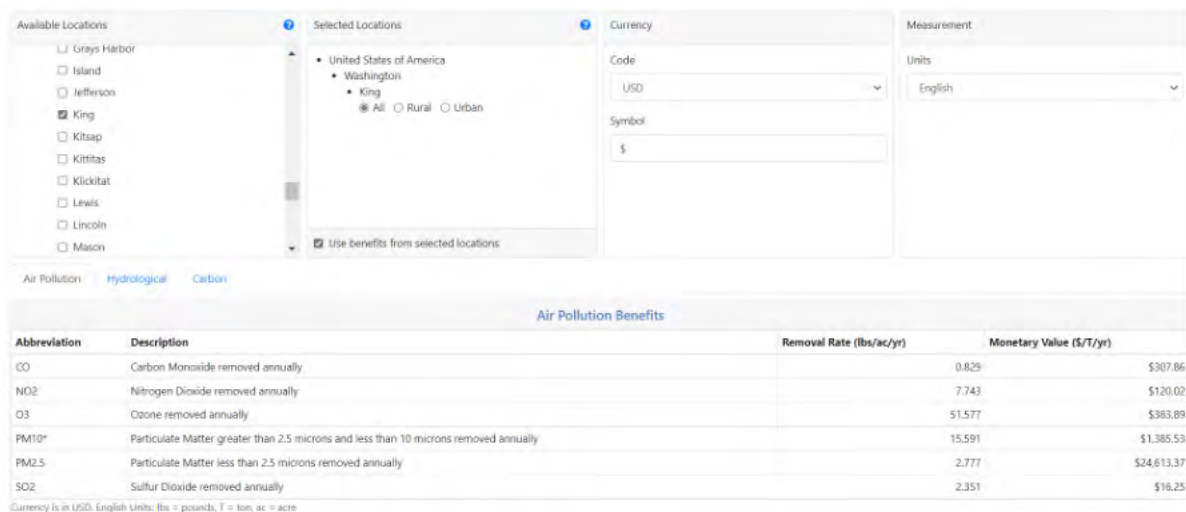 Available Locations
Grays Harbor
Island
Jefferson
King
Kitsap
Kittitas
Klickitat
Lewis
Lincoln
Mason
Selected Locations
United States of America
Washington
King
All Rural Urban
Use benefits from selected locations
Currency
Code
USD
Symbol
$
Measurement
Units
English
Air Pollution Hydrological Carbon
Air Pollution Benefits
Abbreviation Description Removal Rate (lbs/ac/yr) Monetary Value ($/T/yr)
CO Carbon Monoxide removed annually 0.829 $307.86
NO2 Nitrogen Dioxide removed annually 7.743 $120.02
O3 Ozone removed annually 51.577 $383.89
PM10* Particulate Matter greater than 2.5 microns and less than 10 microns removed annually 15.591 $1,385.53
PM2.5 Particulate Matter less than 2.5 microns removed annually 2.777 $24,613.37
SO2 Sulfur Dioxide removed annually 2.351 $16.25
Currency is in USD. English Units: lbs = pounds, T = ton, ac = acre